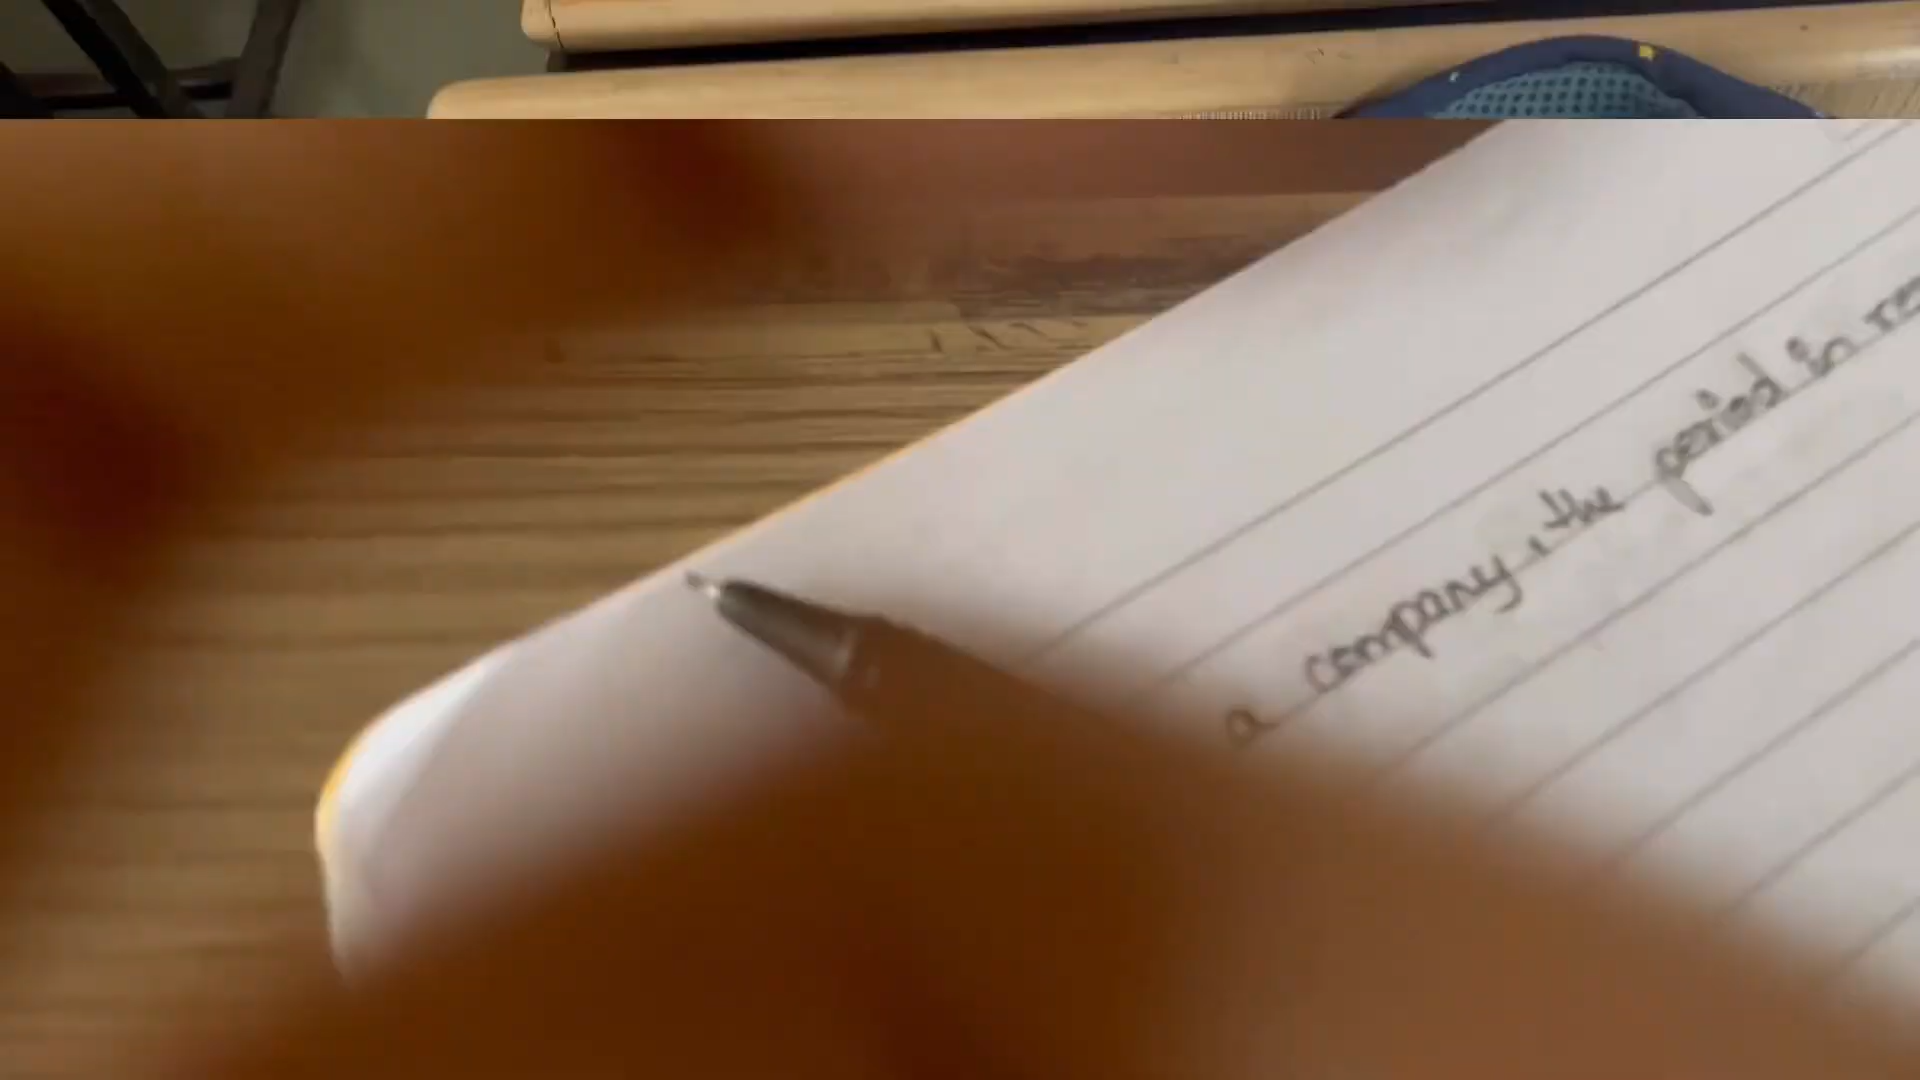 a company, the period in